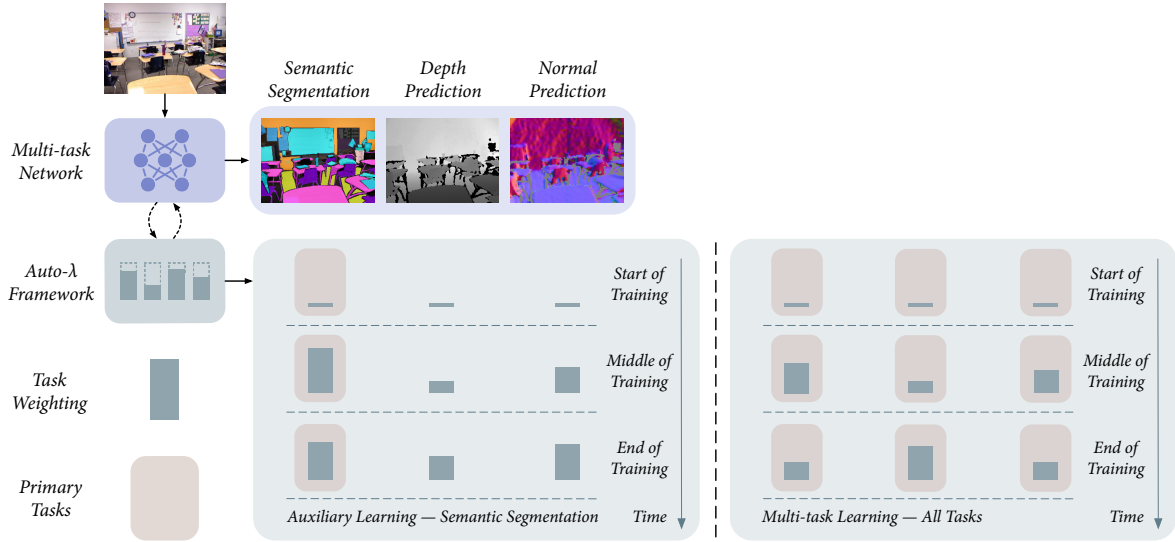 Semantic
Segmentation
Depth
Prediction
Normal
Prediction
Multi-task
Network
Auto-λ
Framework
Task
Weighting
Primary
Tasks
Start of
Training
Middle of
Training
End of
Training
Auxiliary Learning — Semantic Segmentation
Time
Start of
Training
Middle of
Training
End of
Training
Multi-task Learning — All Tasks
Time